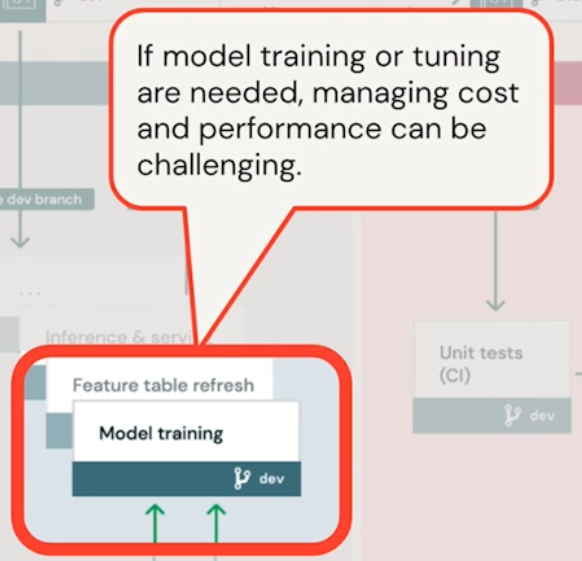 If model training or tuning
are needed, managing cost
and performance can be
challenging.
dev branch
...
Inference &
Unit tests
(CI)
dev
Feature table refresh
Model training
dev